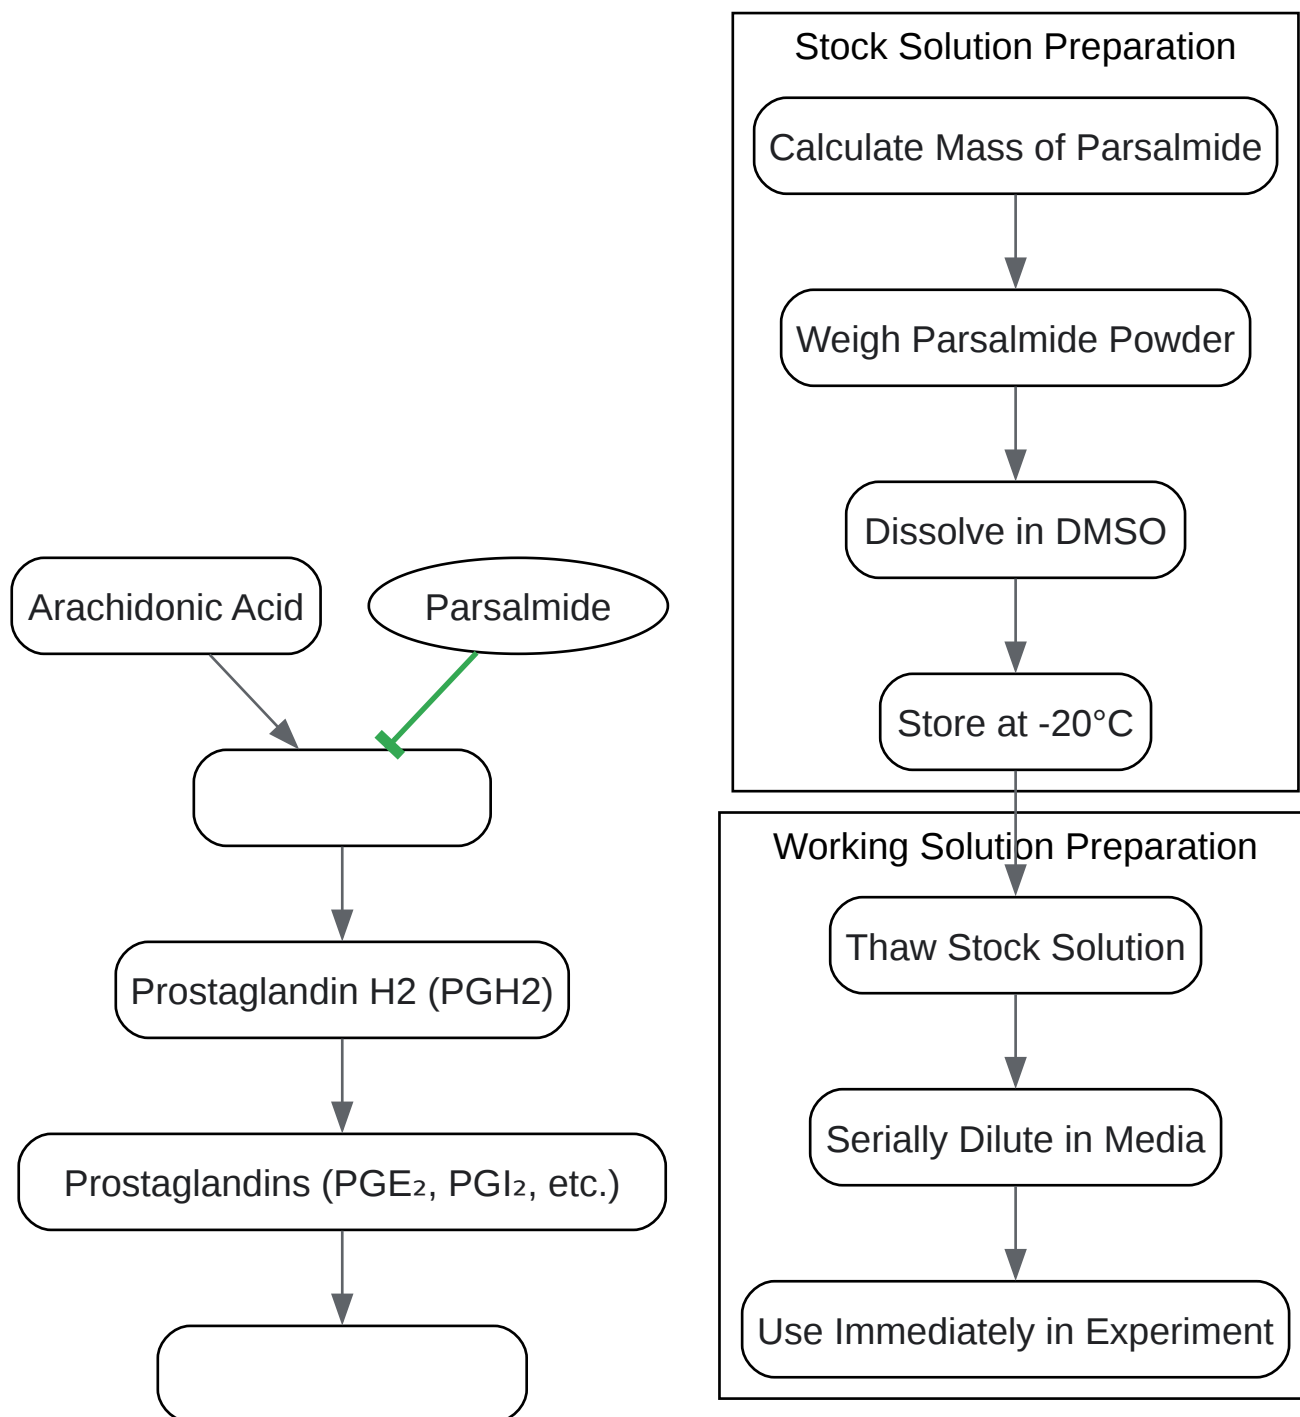 Arachidonic Acid
Parsalmide
Prostaglandin H2 (PGH2)
Prostaglandins (PGE₂, PGI₂, etc.)
Stock Solution Preparation
Calculate Mass of Parsalmide
Weigh Parsalmide Powder
Dissolve in DMSO
Store at -20°C
Working Solution Preparation
Thaw Stock Solution
Serially Dilute in Media
Use Immediately in Experiment